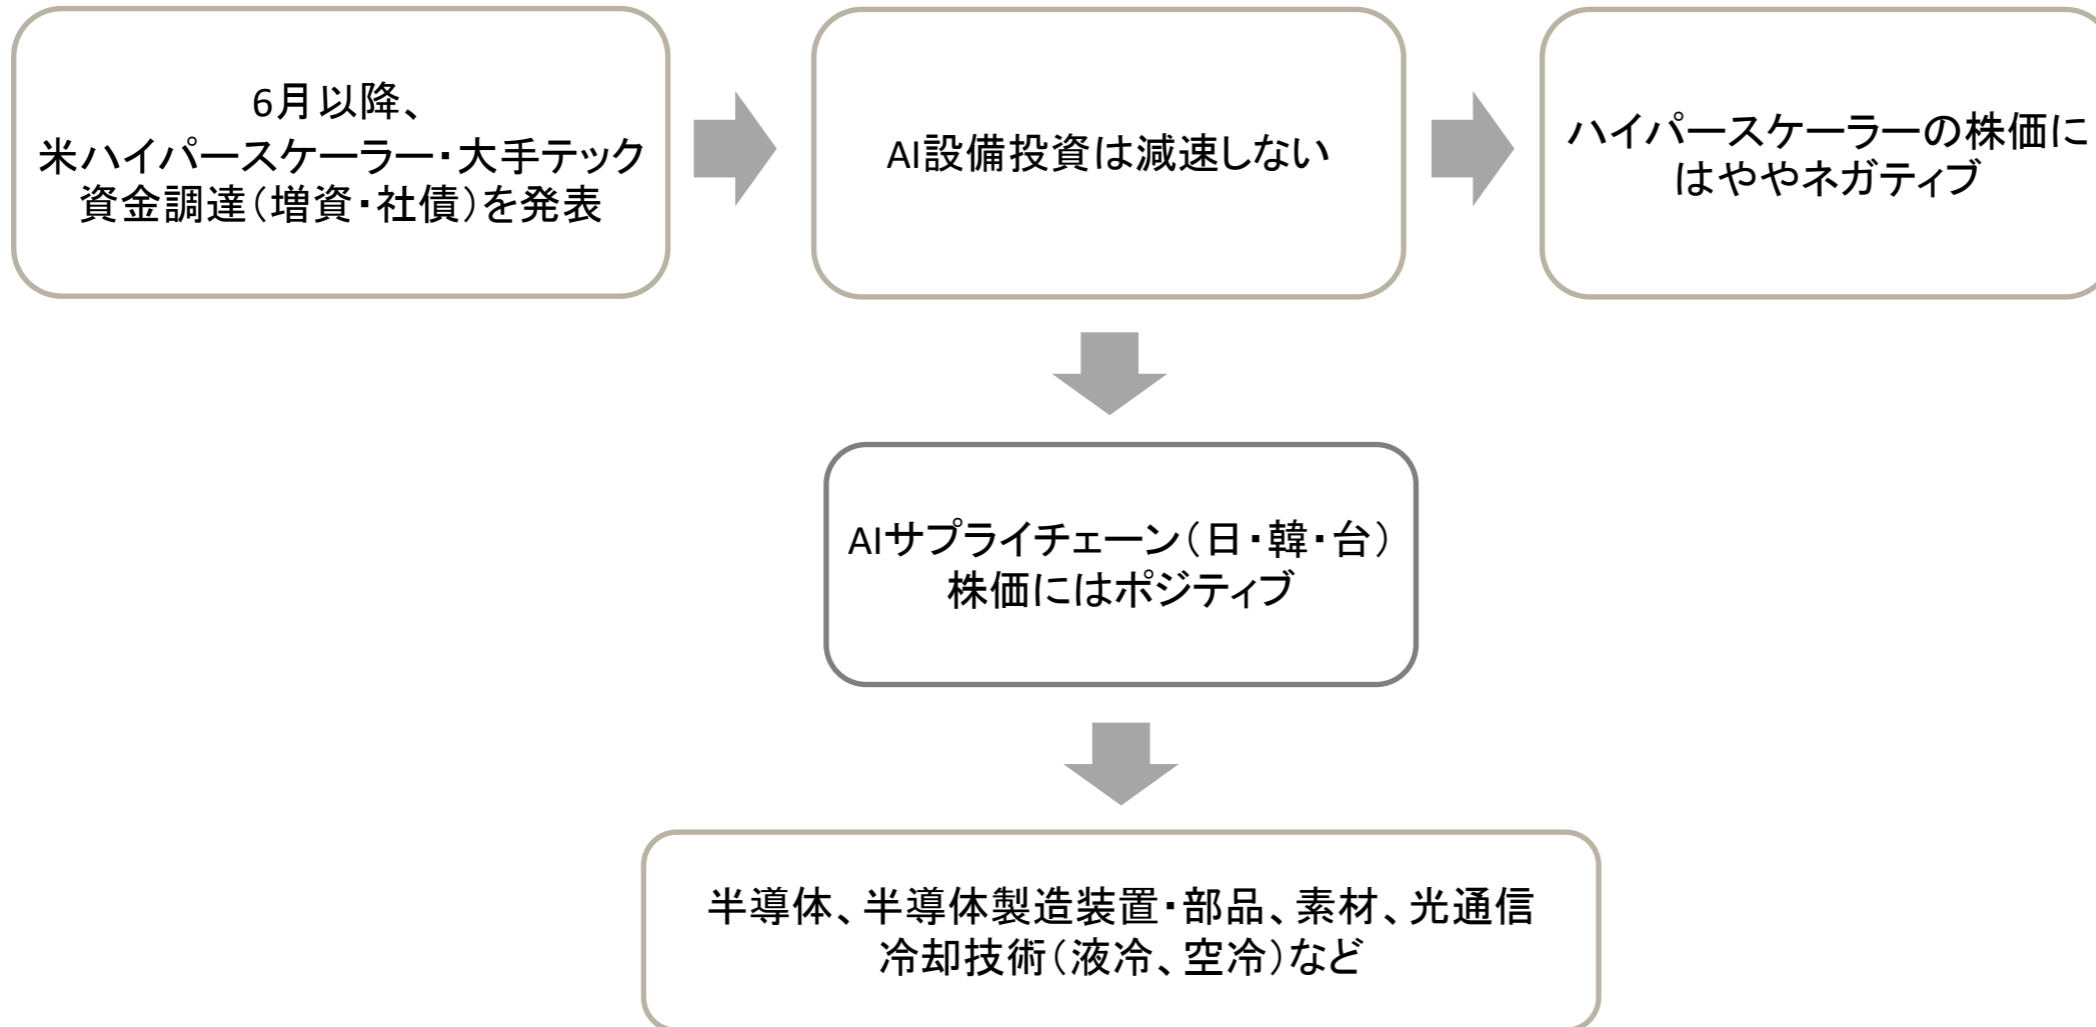 6月以降、
米ハイパースケーラー・大手テック
資金調達(増資・社債)を発表
AI設備投資は減速しない
ハイパースケーラーの株価に
はややネガティブ
AIサプライチェーン(日・韓・台)
株価にはポジティブ
半導体、半導体製造装置・部品、素材、光通信
冷却技術(液冷、空冷)など